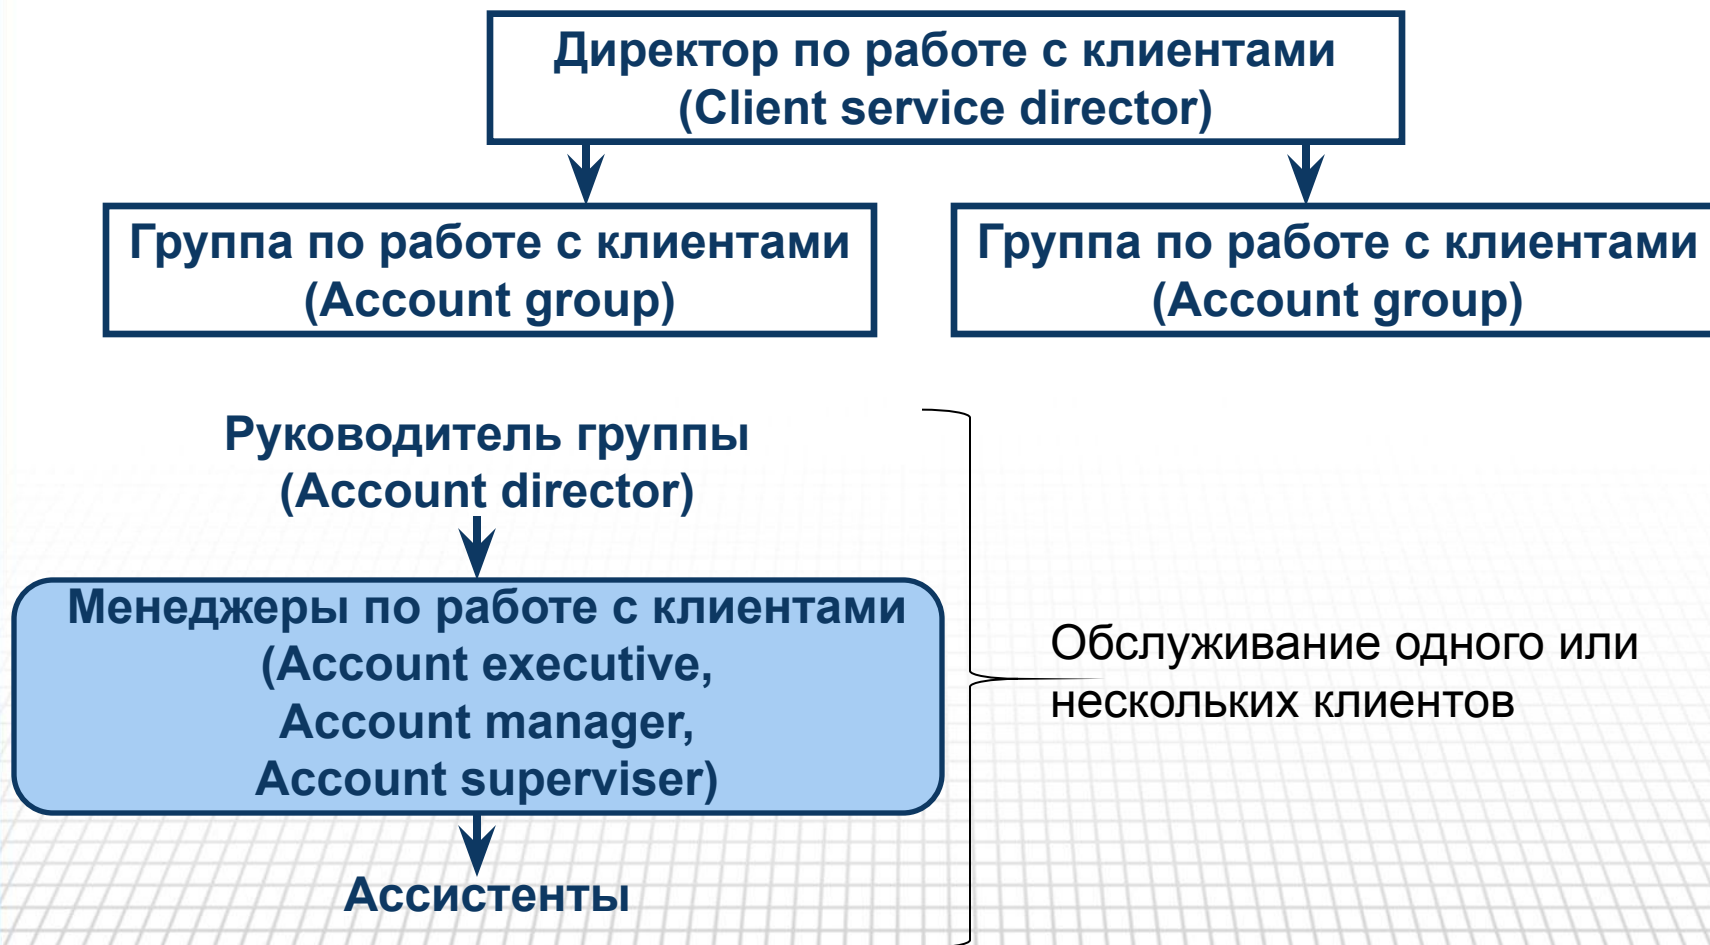 Директор по работе с клиентами
(Client service director)
Группа по работе с клиентами
(Account group)
Группа по работе с клиентами
(Account group)
Руководитель группы
(Account director)
Менеджеры по работе с клиентами
(Account executive,
Account manager,
Account superviser)
Ассистенты
Обслуживание одного или
нескольких клиентов